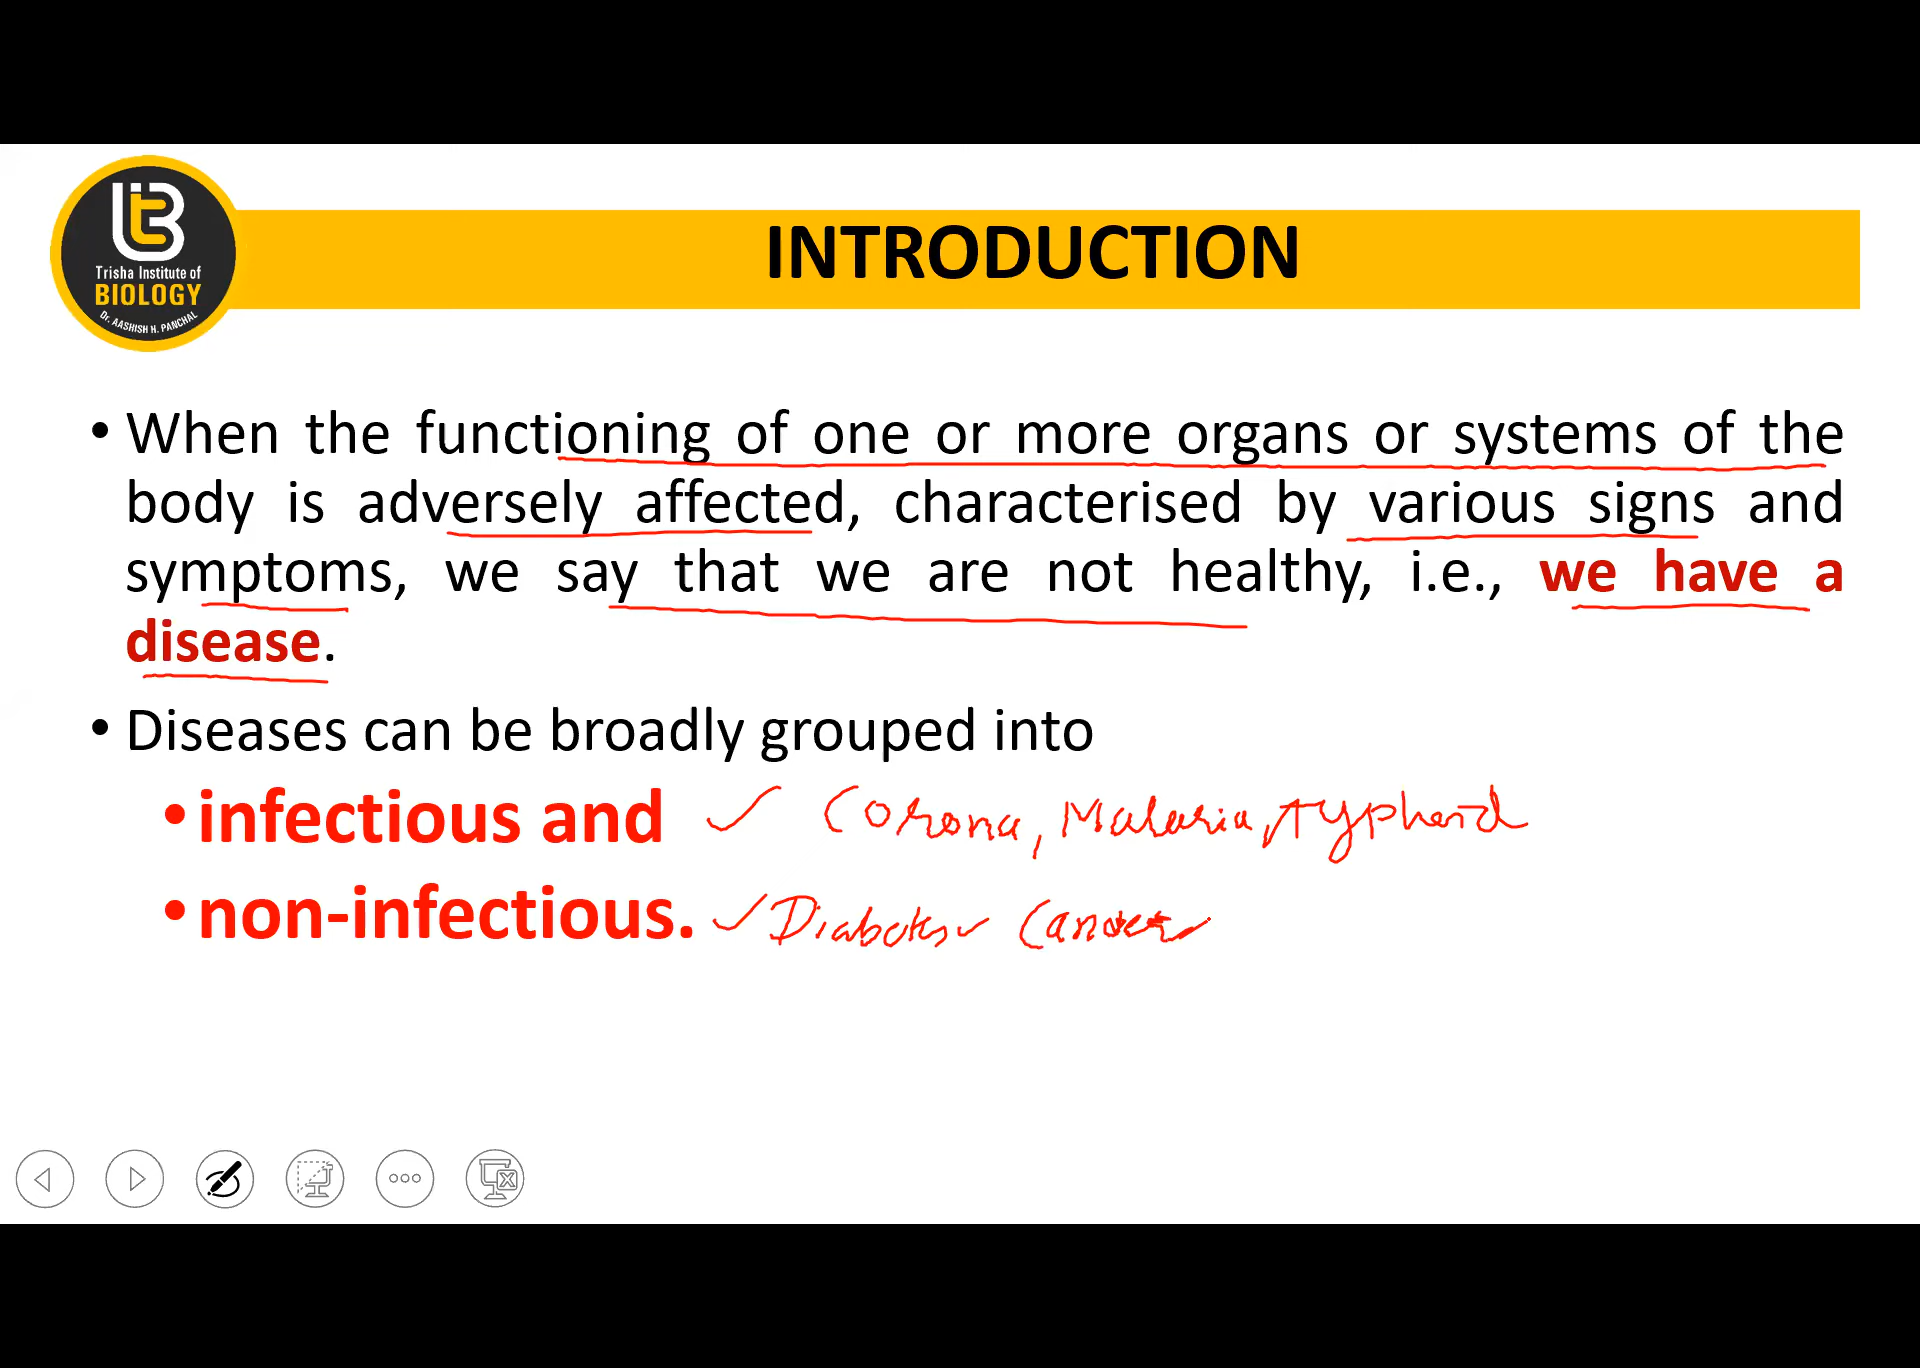 Trisha Institute of
BIOLOGY
Dr. AASHISH H. PANCHAL
INTRODUCTION
• When the functioning of one or more organs or systems of the
body is adversely affected, characterised by various signs and
symptoms, we say that we are not healthy, i.e., we have a
disease.
• Diseases can be broadly grouped into
• infectious and ✓ Corona, Malaria, Typhoid
• non-infectious. ✓ Diabetes ✓ Cancer